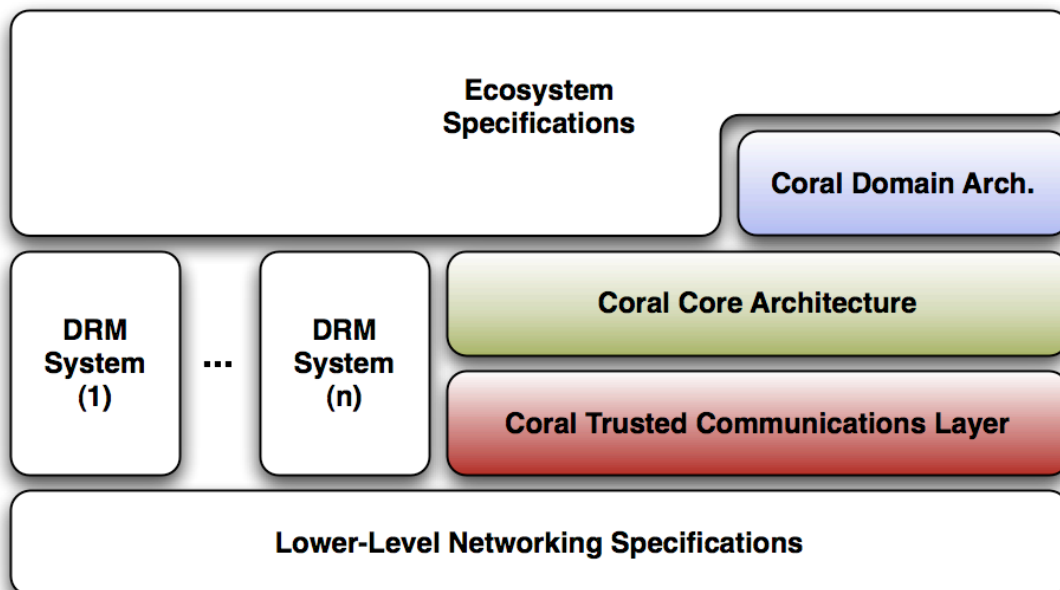 Ecosystem
Specifications
Coral Domain Arch.
DRM
System
(1)
...
DRM
System
(n)
Coral Core Architecture
Coral Trusted Communications Layer
Lower-Level Networking Specifications